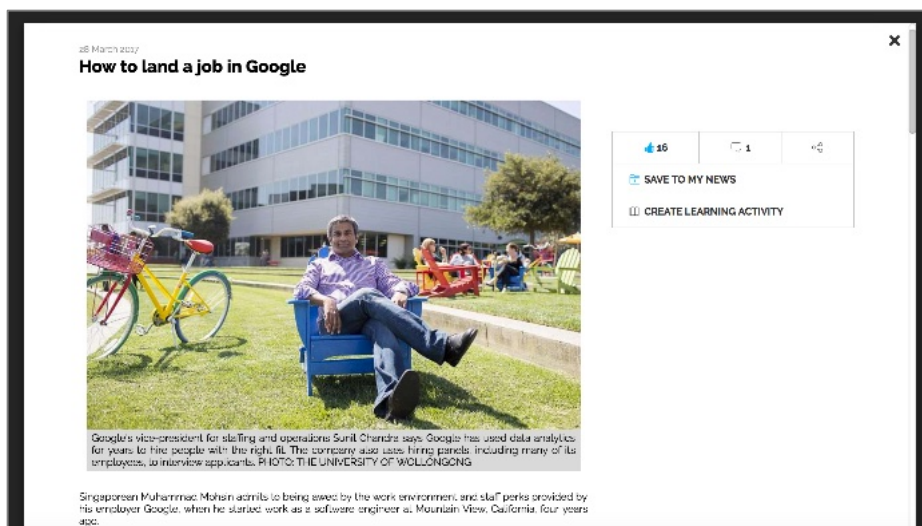 28 March 2017
How to land a job in Google
16
1
SAVE TO MY NEWS
CREATE LEARNING ACTIVITY
Google's vice-president for staffing and operations Sunil Chandra says Google has used data analytics
for years to hire people with the right fit. The company also uses hiring panels, including many of its
employees, to interview applicants. PHOTO: THE UNIVERSITY OF WOLLONGONG
Singaporean Muhammad Mohsin admits to being awed by the work environment and staff perks provided by
his employer Google, when he started work as a software engineer at Mountain View, California, four years
ago.